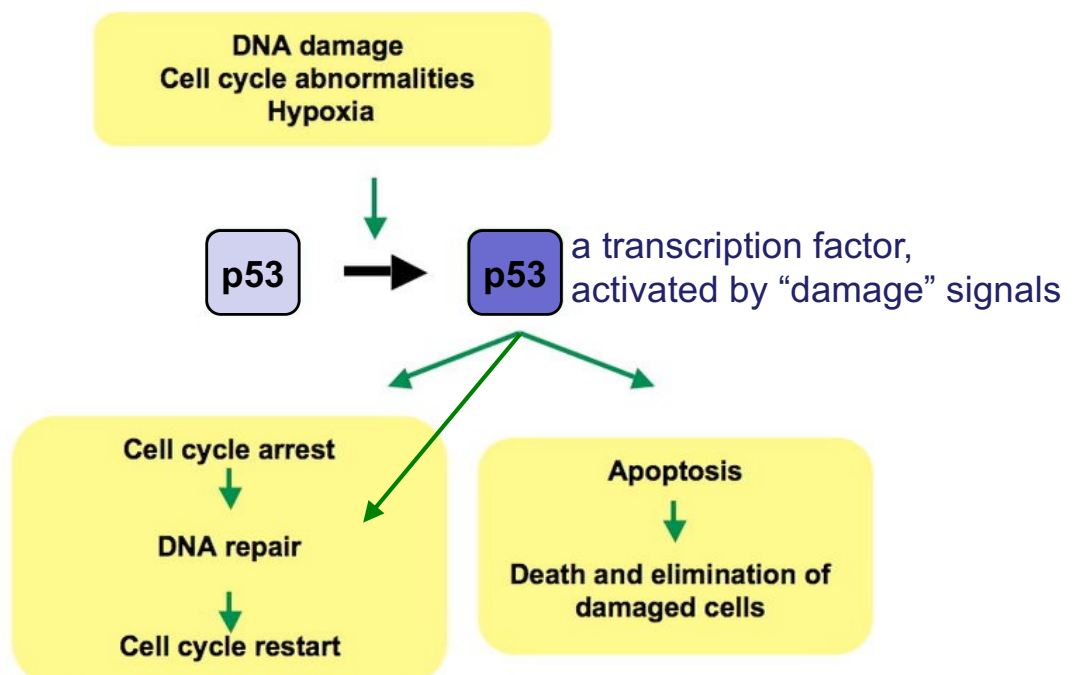 DNA damage
Cell cycle abnormalities
Hypoxia
p53
p53
a transcription factor,
activated by “damage” signals
Cell cycle arrest
DNA repair
Cell cycle restart
Apoptosis
Death and elimination of
damaged cells